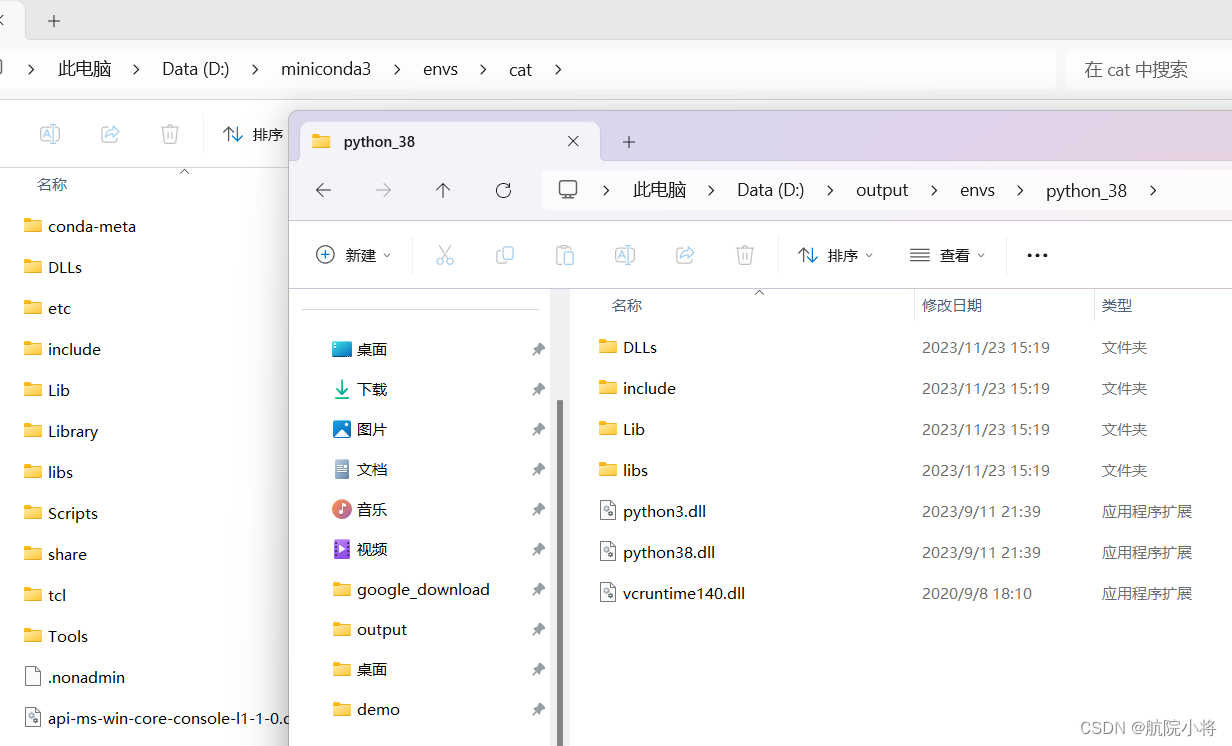 此电脑 Data (D:) miniconda3 envs cat 在 cat 中搜索
排序
名称
conda-meta
DLLs
etc
include
Lib
Library
libs
Scripts
share
tcl
Tools
.nonadmin
api-ms-win-core-console-l1-1-0.d
python_38
此电脑 Data (D:) output envs python_38
新建 排序 查看
桌面
下载
图片
文档
音乐
视频
google_download
output
桌面
demo
名称 修改日期 类型
DLLs 2023/11/23 15:19 文件夹
include 2023/11/23 15:19 文件夹
Lib 2023/11/23 15:19 文件夹
libs 2023/11/23 15:19 文件夹
python3.dll 2023/9/11 21:39 应用程序扩展
python38.dll 2023/9/11 21:39 应用程序扩展
vcruntime140.dll 2020/9/8 18:10 应用程序扩展
CSDN @航院小将